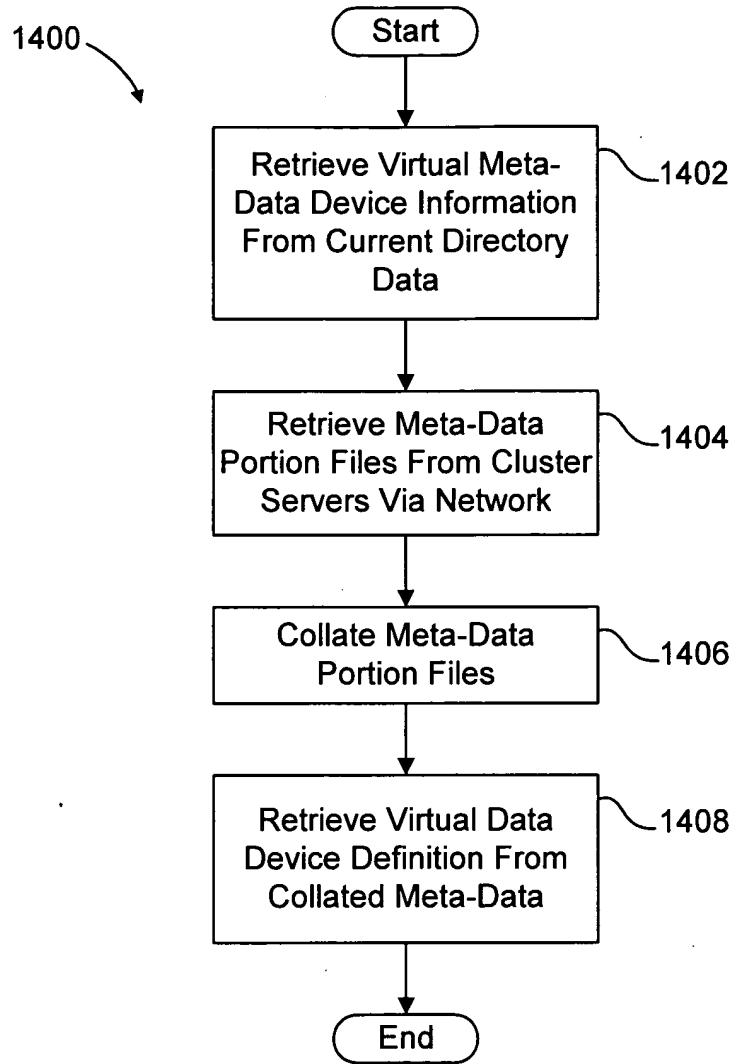 1400
Start
Retrieve Virtual Meta-
Data Device Information
From Current Directory
Data
1402
Retrieve Meta-Data
Portion Files From Cluster
Servers Via Network
1404
Collate Meta-Data
Portion Files
1406
Retrieve Virtual Data
Device Definition From
Collated Meta-Data
1408
End